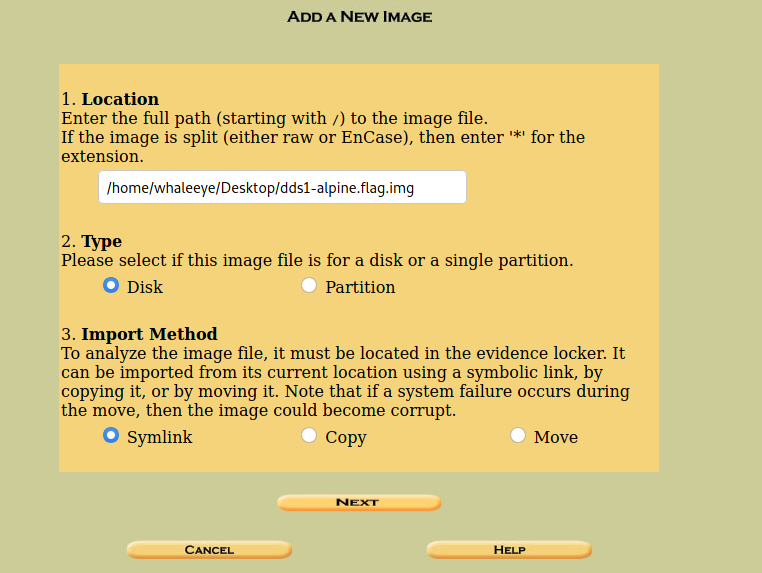 ADD A NEW IMAGE
1. Location
Enter the full path (starting with /) to the image file.
If the image is split (either raw or EnCase), then enter '*' for the
extension.
/home/whaleeye/Desktop/dds1-alpine.flag.img
2. Type
Please select if this image file is for a disk or a single partition.
Disk Partition
3. Import Method
To analyze the image file, it must be located in the evidence locker. It
can be imported from its current location using a symbolic link, by
copying it, or by moving it. Note that if a system failure occurs during
the move, then the image could become corrupt.
Symlink Copy Move
NEXT
CANCEL HELP